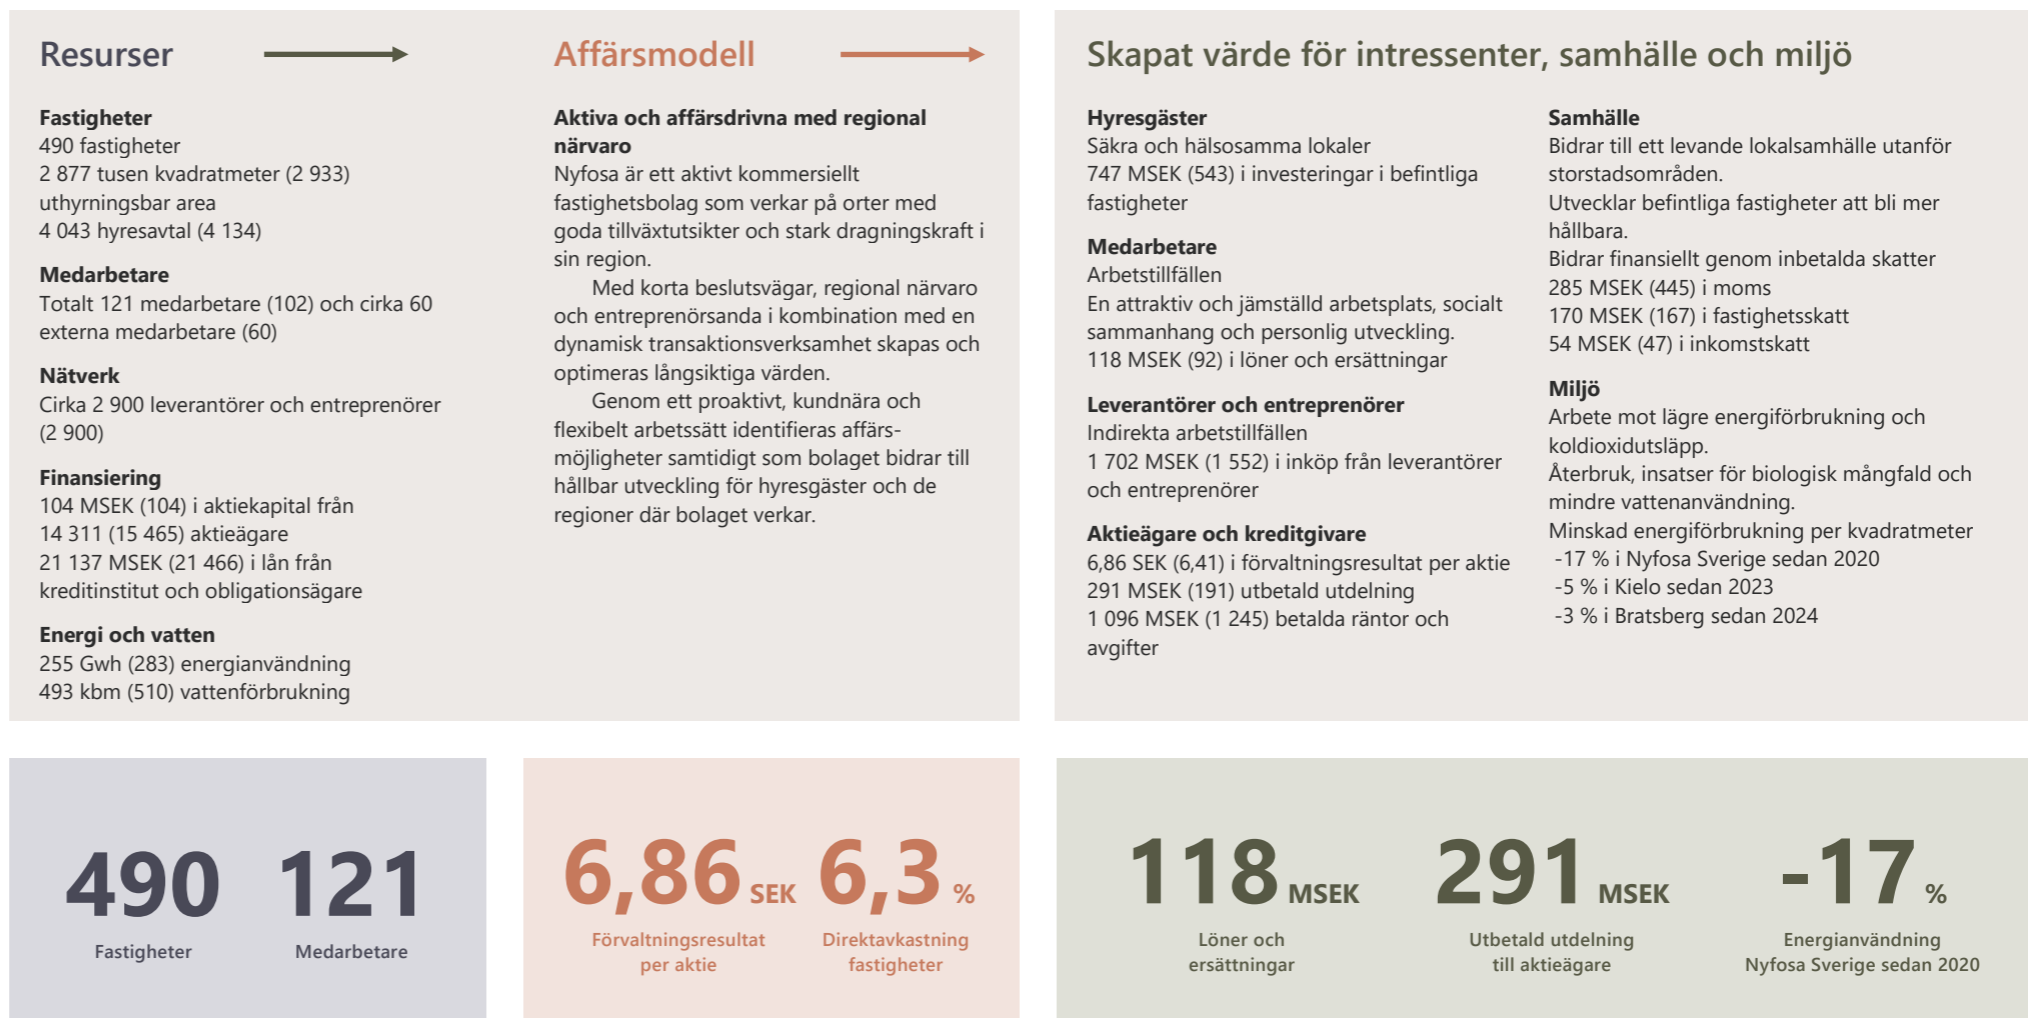 Resurser
Fastigheter
490 fastigheter
2 877 tusen kvadratmeter (2 933)
uthyrningsbar area
4 043 hyresavtal (4 134)
Medarbetare
Totalt 121 medarbetare (102) och cirka 60
externa medarbetare (60)
Nätverk
Cirka 2 900 leverantörer och entreprenörer
(2 900)
Finansiering
104 MSEK (104) i aktiekapital från
14 311 (15 465) aktieägare
21 137 MSEK (21 466) i lån från
kreditinstitut och obligationsägare
Energi och vatten
255 Gwh (283) energianvändning
493 kbm (510) vattenförbrukning
Affärsmodell
Aktiva och affärsdrivna med regional
närvaro
Nyfosa är ett aktivt kommersiellt
fastighetsbolag som verkar på orter med
goda tillväxtutsikter och stark dragningskraft i
sin region.
Med korta beslutsvägar, regional närvaro
och entreprenörsanda i kombination med en
dynamisk transaktionsverksamhet skapas och
optimeras långsiktiga värden.
Genom ett proaktivt, kundnära och
flexibelt arbetssätt identifieras affärs-
möjligheter samtidigt som bolaget bidrar till
hållbar utveckling för hyresgäster och de
regioner där bolaget verkar.
Skapat värde för intressenter, samhälle och miljö
Hyresgäster
Säkra och hälsosamma lokaler
747 MSEK (543) i investeringar i befintliga
fastigheter
Medarbetare
Arbetstillfällen
En attraktiv och jämställd arbetsplats, socialt
sammanhang och personlig utveckling.
118 MSEK (92) i löner och ersättningar
Leverantörer och entreprenörer
Indirekta arbetstillfällen
1 702 MSEK (1 552) i inköp från leverantörer
och entreprenörer
Aktieägare och kreditgivare
6,86 SEK (6,41) i förvaltningsresultat per aktie
291 MSEK (191) utbetald utdelning
1 096 MSEK (1 245) betalda räntor och
avgifter
Samhälle
Bidrar till ett levande lokalsamhälle utanför
storstadsområden.
Utvecklar befintliga fastigheter att bli mer
hållbara.
Bidrar finansiellt genom inbetalda skatter
285 MSEK (445) i moms
170 MSEK (167) i fastighetsskatt
54 MSEK (47) i inkomstskatt
Miljö
Arbete mot lägre energiförbrukning och
koldioxidutsläpp.
Återbruk, insatser för biologisk mångfald och
mindre vattenanvändning.
Minskad energiförbrukning per kvadratmeter
-17 % i Nyfosa Sverige sedan 2020
-5 % i Kielo sedan 2023
-3 % i Bratsberg sedan 2024
490
Fastigheter
121
Medarbetare
6,86 SEK
Förvaltningsresultat
per aktie
6,3 %
Direktavkastning
fastigheter
118 MSEK
Löner och
ersättningar
291 MSEK
Utbetald utdelning
till aktieägare
-17 %
Energianvändning
Nyfosa Sverige sedan 2020